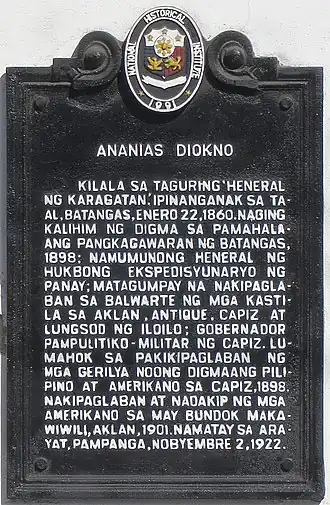 NATIONAL HISTORICAL INSTITUTE
1991
ANANIAS DIOKNO
KILALA SA TAGURING 'HENERAL
NG KARAGATAN.' IPINANGANAK SA TA-
AL, BATANGAS, ENERO 22, 1860. NAGING
KALIHIM NG DIGMA SA PAMAHALA-
ANG PANGKAGAWARAN NG BATANGAS,
1898; NAMUMUNONG HENERAL NG
HUKBONG EKSPEDISYUNARYO NG
PANAY; MATAGUMPAY NA NAKIPAGLA-
BAN SA BALWARTE NG MGA KASTI-
LA SA AKLAN, ANTIQUE, CAPIZ AT
LUNGSOD NG ILOILO; GOBERNADOR
PAMPULITIKO-MILITAR NG CAPIZ. LU-
MAHOK SA PAKIKIPAGLABAN NG
MGA GERILYA NOONG DIGMAANG PILI-
PINO AT AMERIKANO SA CAPIZ, 1898.
NAKIPAGLABAN AT NADAKIP NG MGA
AMERIKANO SA MAY BUNDOK MAKA-
WIWILI, AKLAN, 1901. NAMATAY SA ARA-
YAT, PAMPANGA, NOBYEMBRE 2, 1922.